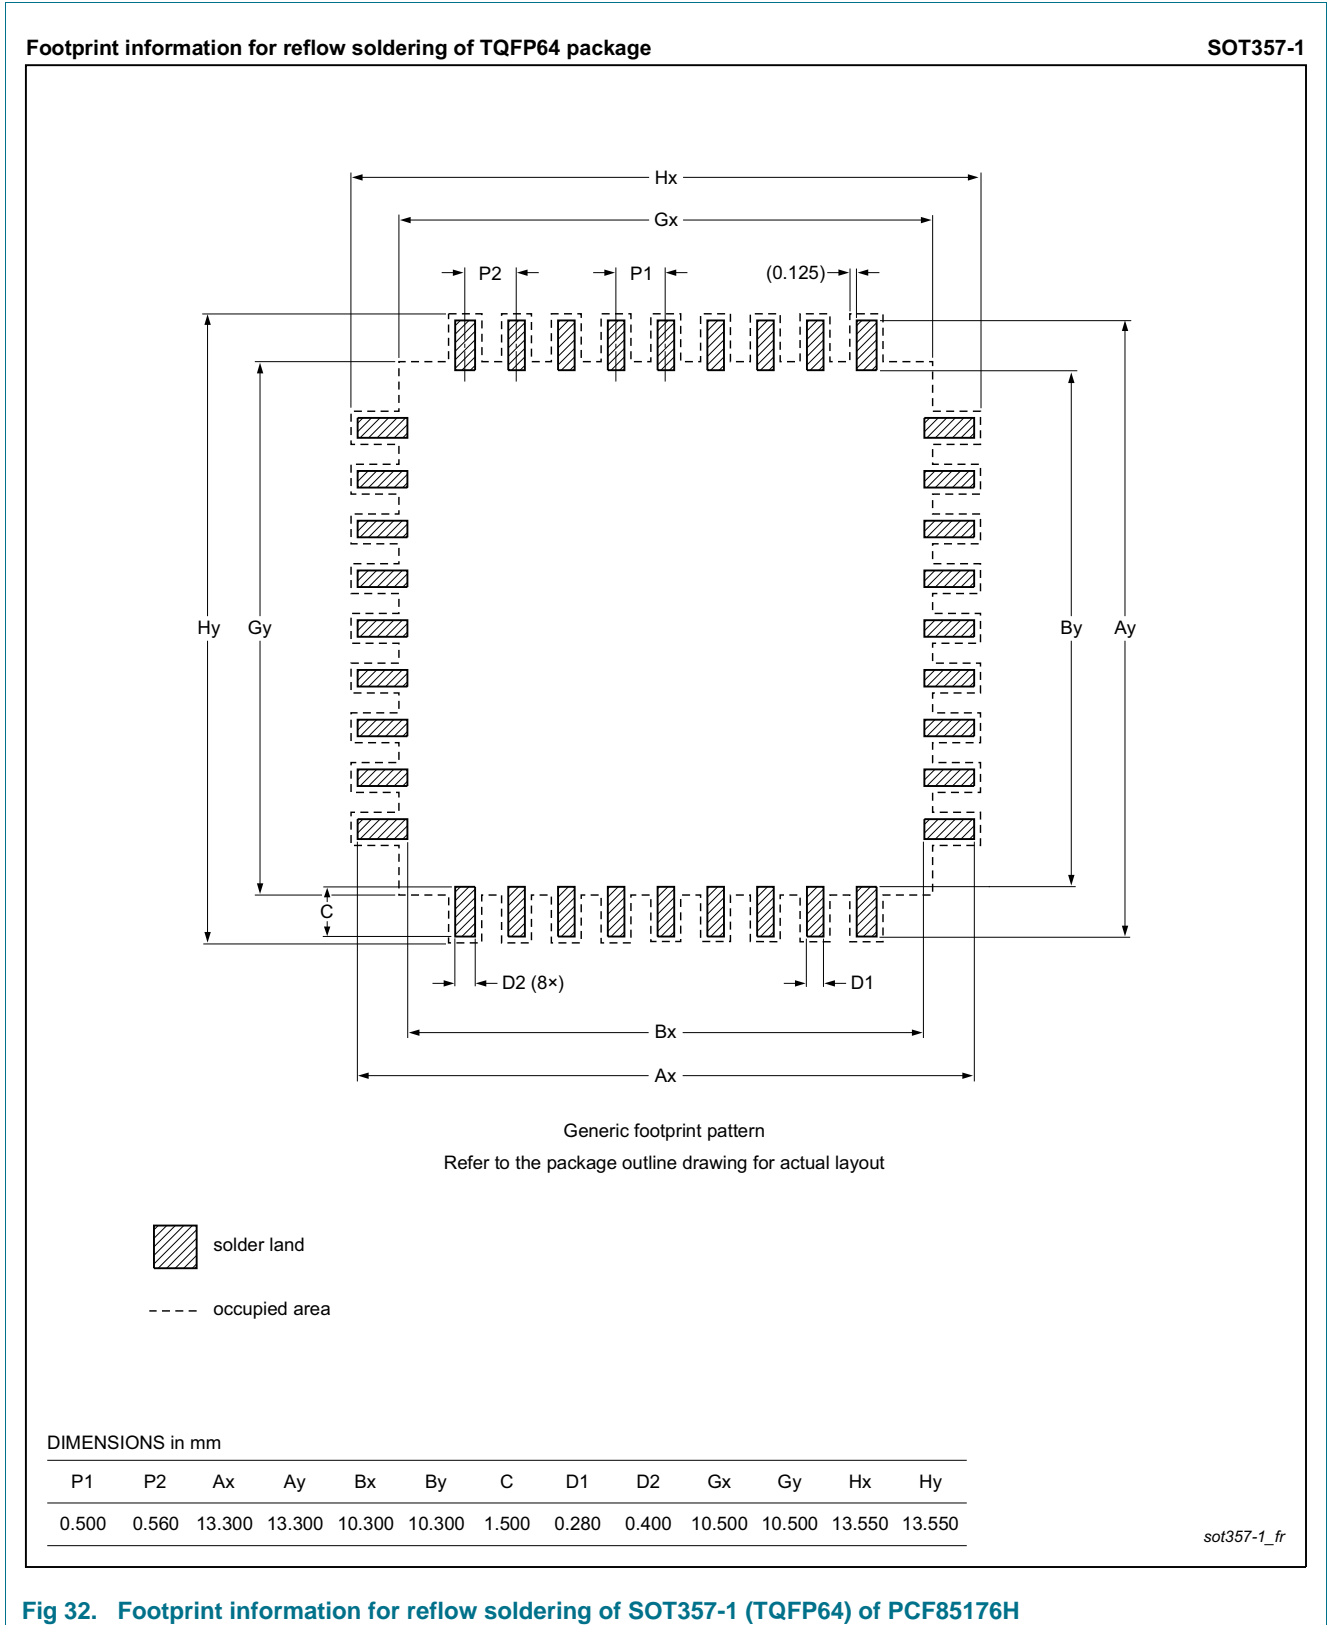 Footprint information for reflow soldering of TQFP64 package SOT357-1
Hx
Gx
P2 P1 (0.125)
Hy Gy By Ay
C
D2 (8×) D1
Bx
Ax
Generic footprint pattern
Refer to the package outline drawing for actual layout
solder land
occupied area
DIMENSIONS in mm
P1 P2 Ax Ay Bx By C D1 D2 Gx Gy Hx Hy
0.500 0.560 13.300 13.300 10.300 10.300 1.500 0.280 0.400 10.500 10.500 13.550 13.550
sot357-1_fr
Fig 32. Footprint information for reflow soldering of SOT357-1 (TQFP64) of PCF85176H